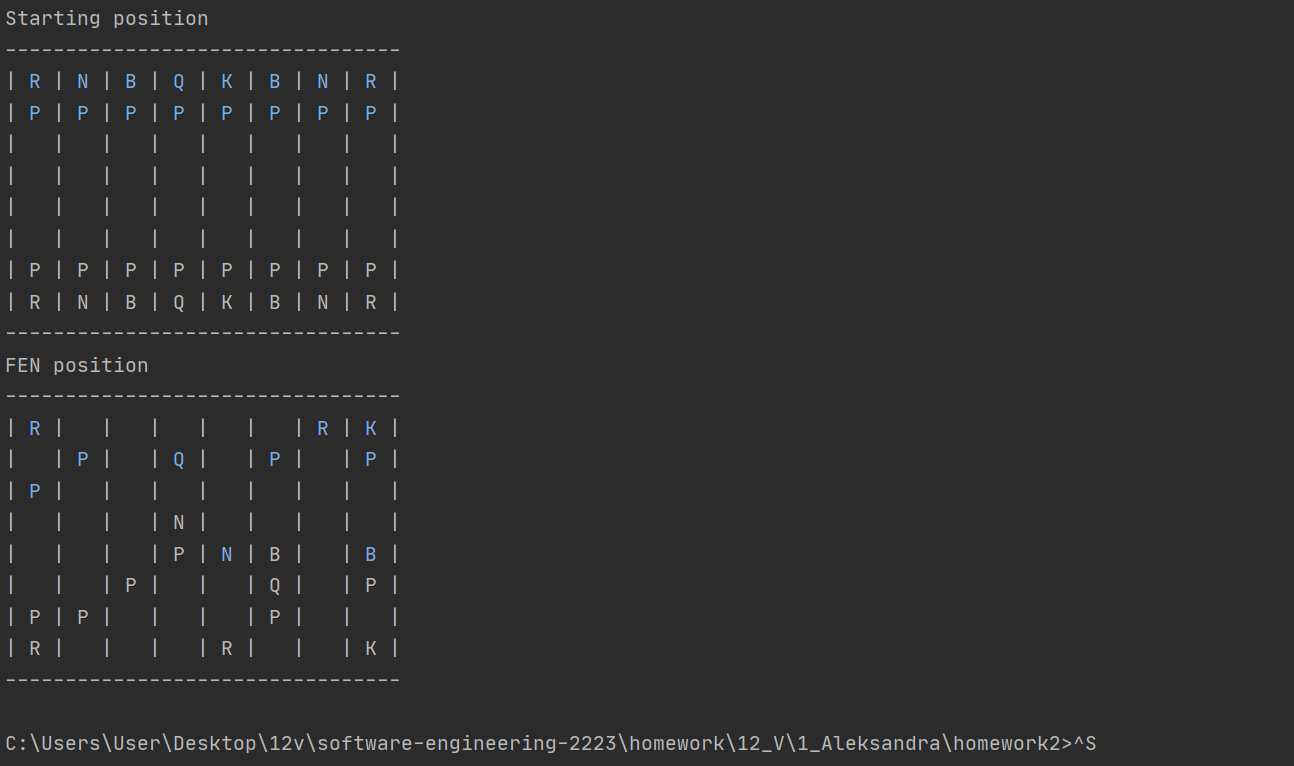 Starting position
---------------------------------
| R | N | B | Q | K | B | N | R |
| P | P | P | P | P | P | P | P |
|   |   |   |   |   |   |   |   |
|   |   |   |   |   |   |   |   |
|   |   |   |   |   |   |   |   |
|   |   |   |   |   |   |   |   |
| P | P | P | P | P | P | P | P |
| R | N | B | Q | K | B | N | R |
---------------------------------
FEN position
---------------------------------
| R |   |   |   |   |   | R | K |
|   | P |   | Q |   | P |   | P |
| P |   |   |   |   |   |   |   |
|   |   |   | N |   |   |   |   |
|   |   |   | P | N | B |   | B |
|   |   | P |   |   | Q |   | P |
| P | P |   |   |   | P |   |   |
| R |   |   |   | R |   |   | K |
---------------------------------
C:\Users\User\Desktop\12v\software-engineering-2223\homework\12_V\1_Aleksandra\homework2>^S